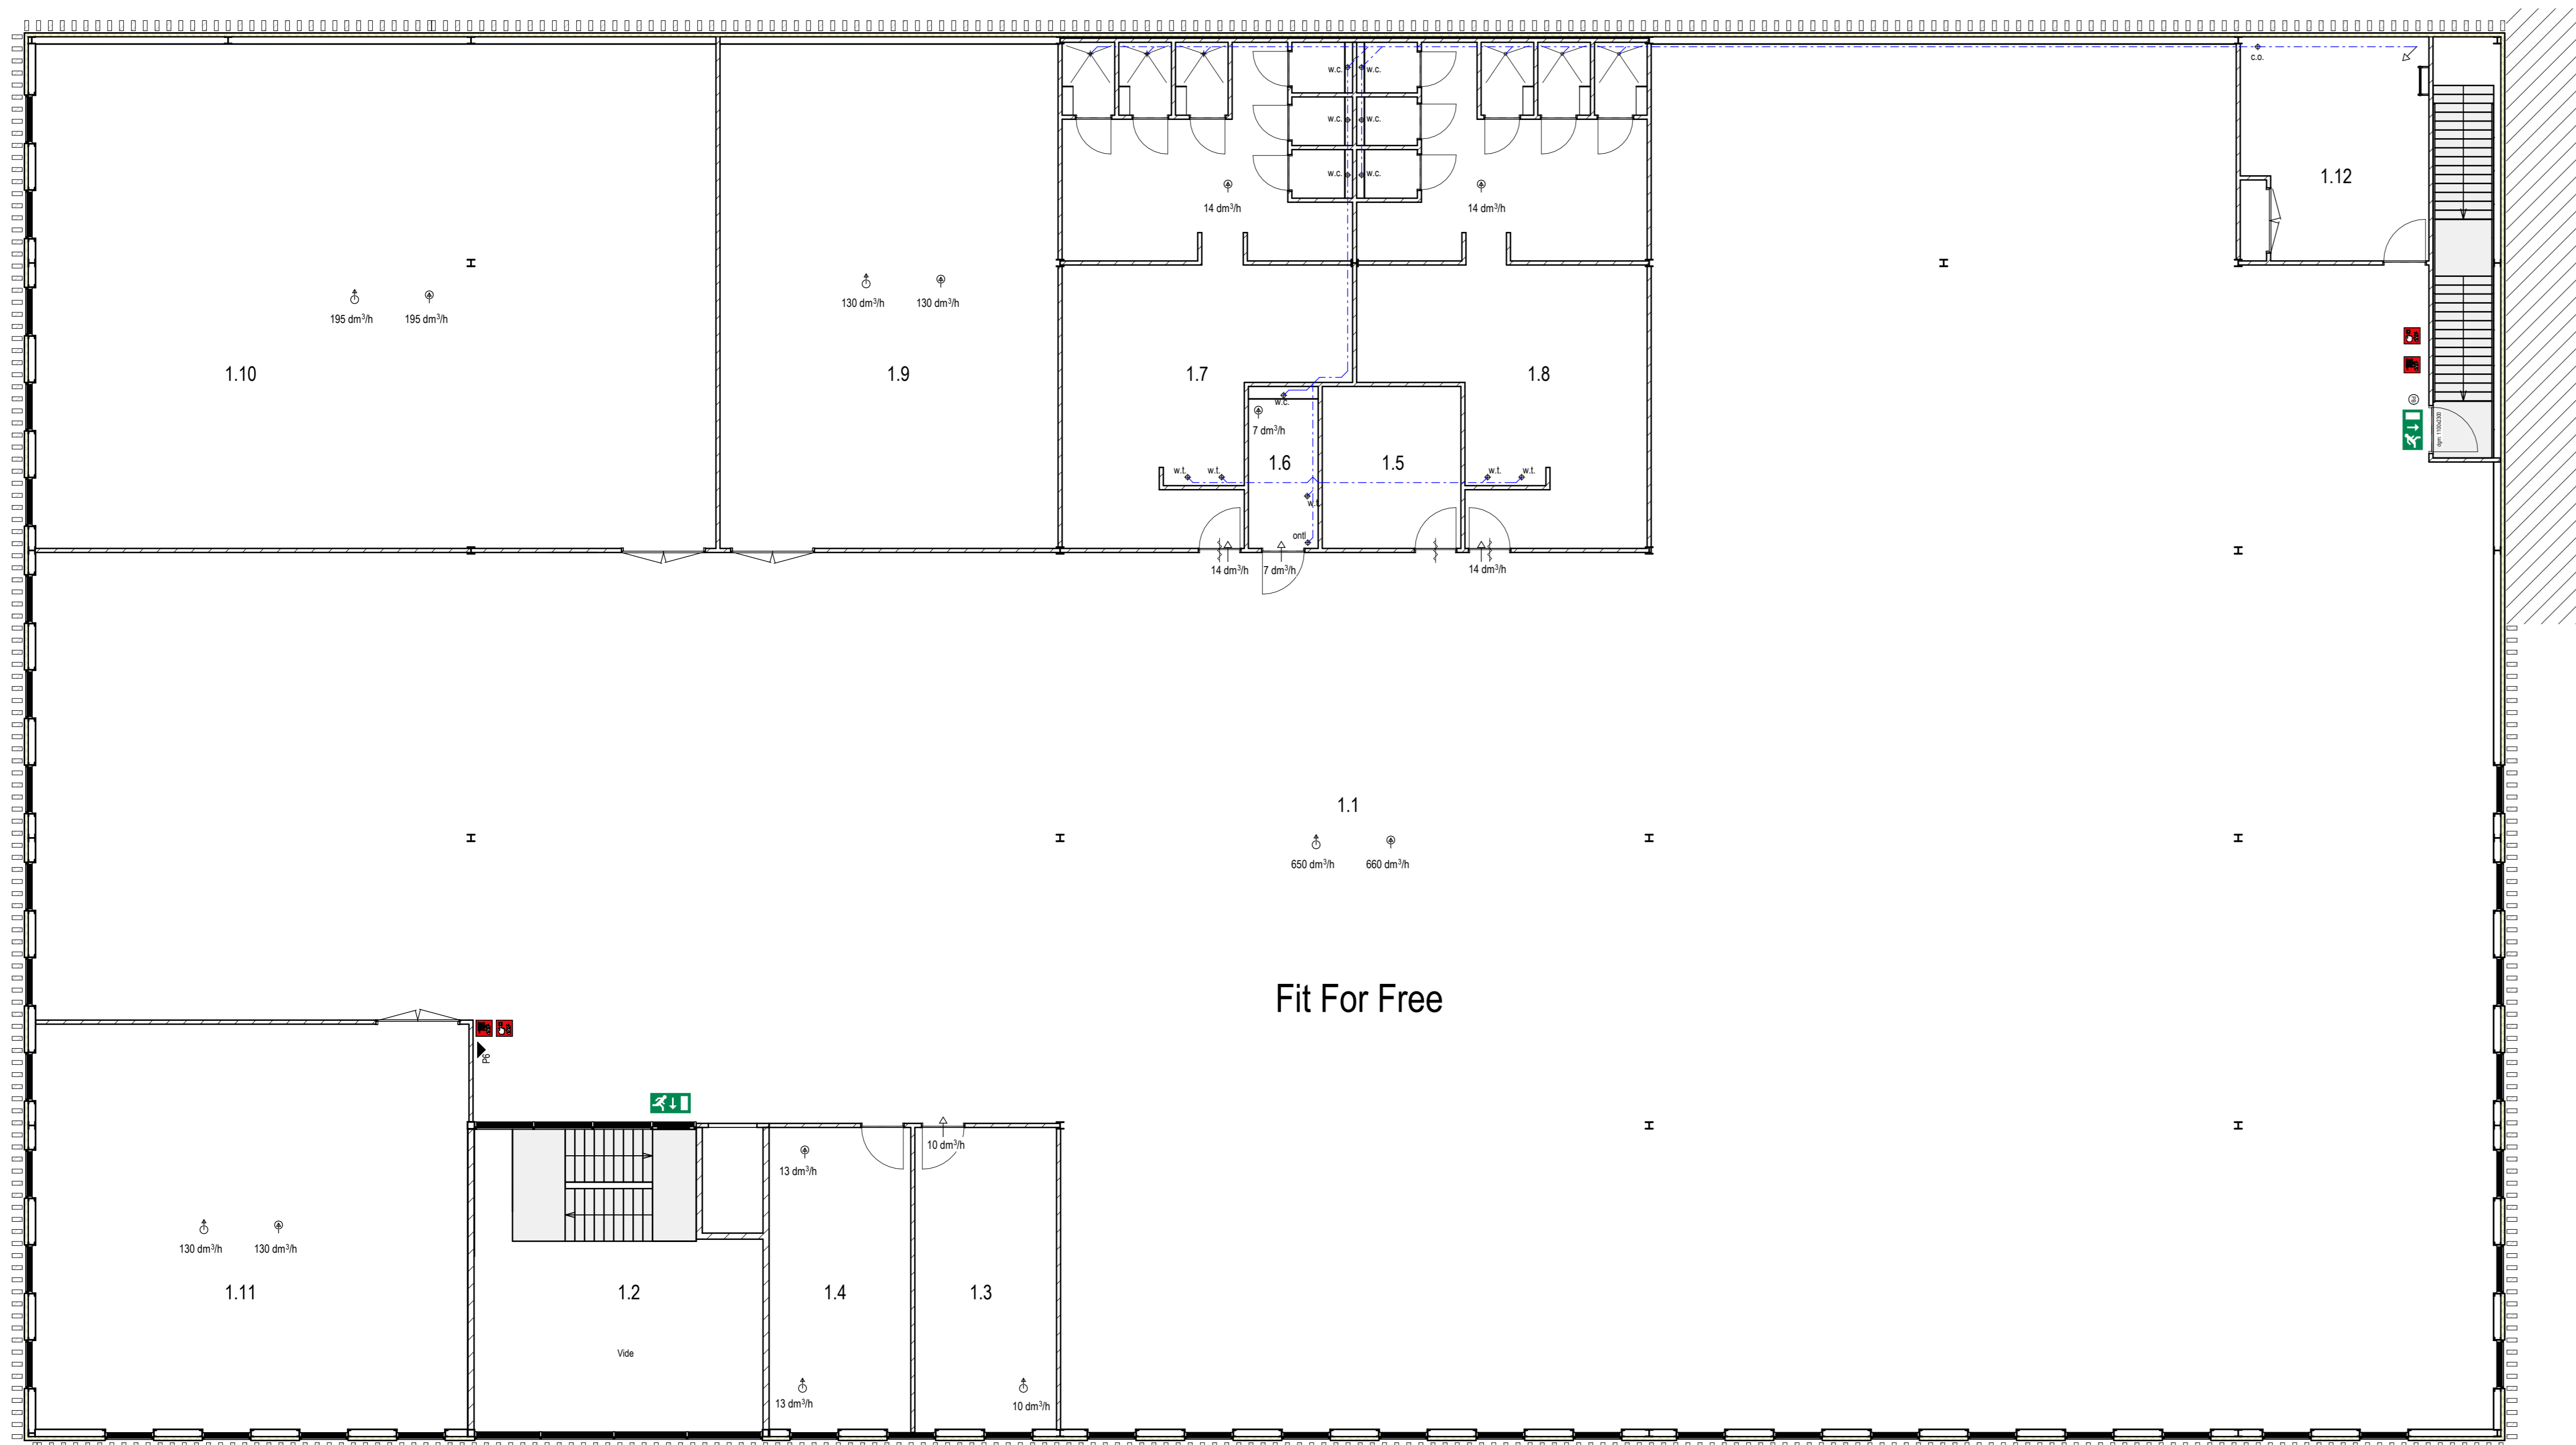 w.c. w.c.
c.o.
w.c. w.c.
w.c. w.c.
1.12
14 dm³/h 14 dm³/h
130 dm³/h 130 dm³/h
195 dm³/h 195 dm³/h
1.10 1.9 1.7 1.8
w.c.
7 dm³/h
1.6 1.5
w.t. w.t. w.t. w.t.
w.t.
ontl
14 dm³/h 7 dm³/h 14 dm³/h
1.1
650 dm³/h 660 dm³/h
Fit For Free
P6
10 dm³/h
13 dm³/h
130 dm³/h 130 dm³/h
1.11 1.2 1.4 1.3
Vide
13 dm³/h 10 dm³/h